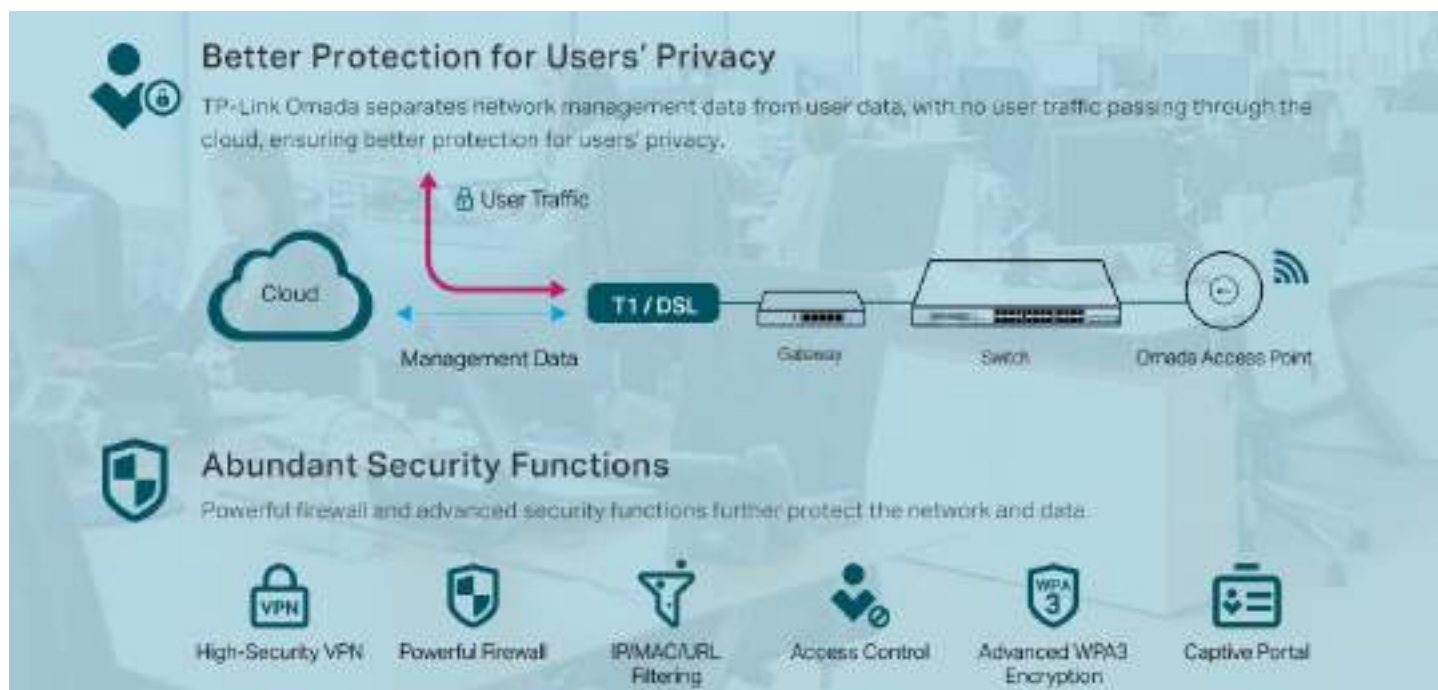 Better Protection for Users' Privacy
TP-Link Omada separates network management data from user data, with no user traffic passing through the
cloud, ensuring better protection for users' privacy.
User Traffic
Cloud
T1 / DSL
Management Data
Gateway
Switch
Omada Access Point
Abundant Security Functions
Powerful firewall and advanced security functions further protect the network and data.
VPN
WPA
3
High-Security VPN
Powerful Firewall
IP/MAC/URL
Filtering
Access Control
Advanced WPA3
Encryption
Captive Portal